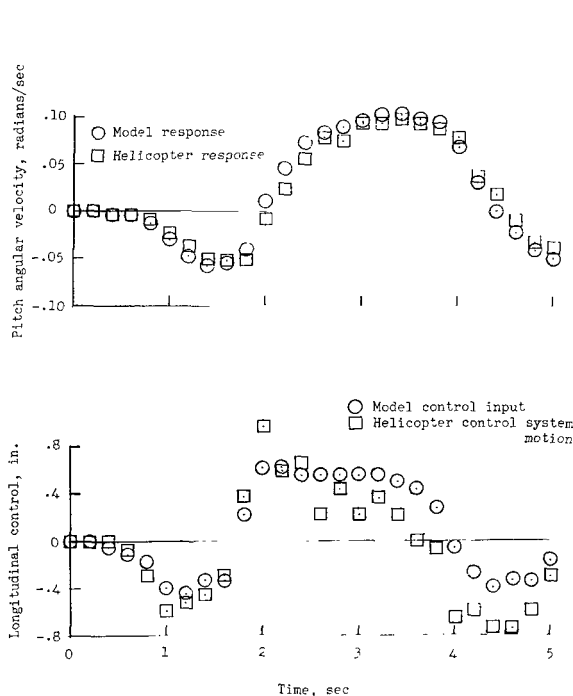 Pitch angular velocity, radians/sec
.10
.05
0
-.05
-.10
Model response
Helicopter response
Longitudinal control, in.
.8
.4
0
-.4
-.8
Model control input
Helicopter control system
motion
0 1 2 3 4 5
Time, sec